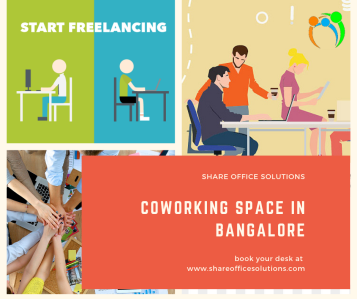 START FREELANCING
SHARE OFFICE SOLUTIONS
COWORKING SPACE IN
BANGALORE
book your desk at
www.shareofficesolutions.com